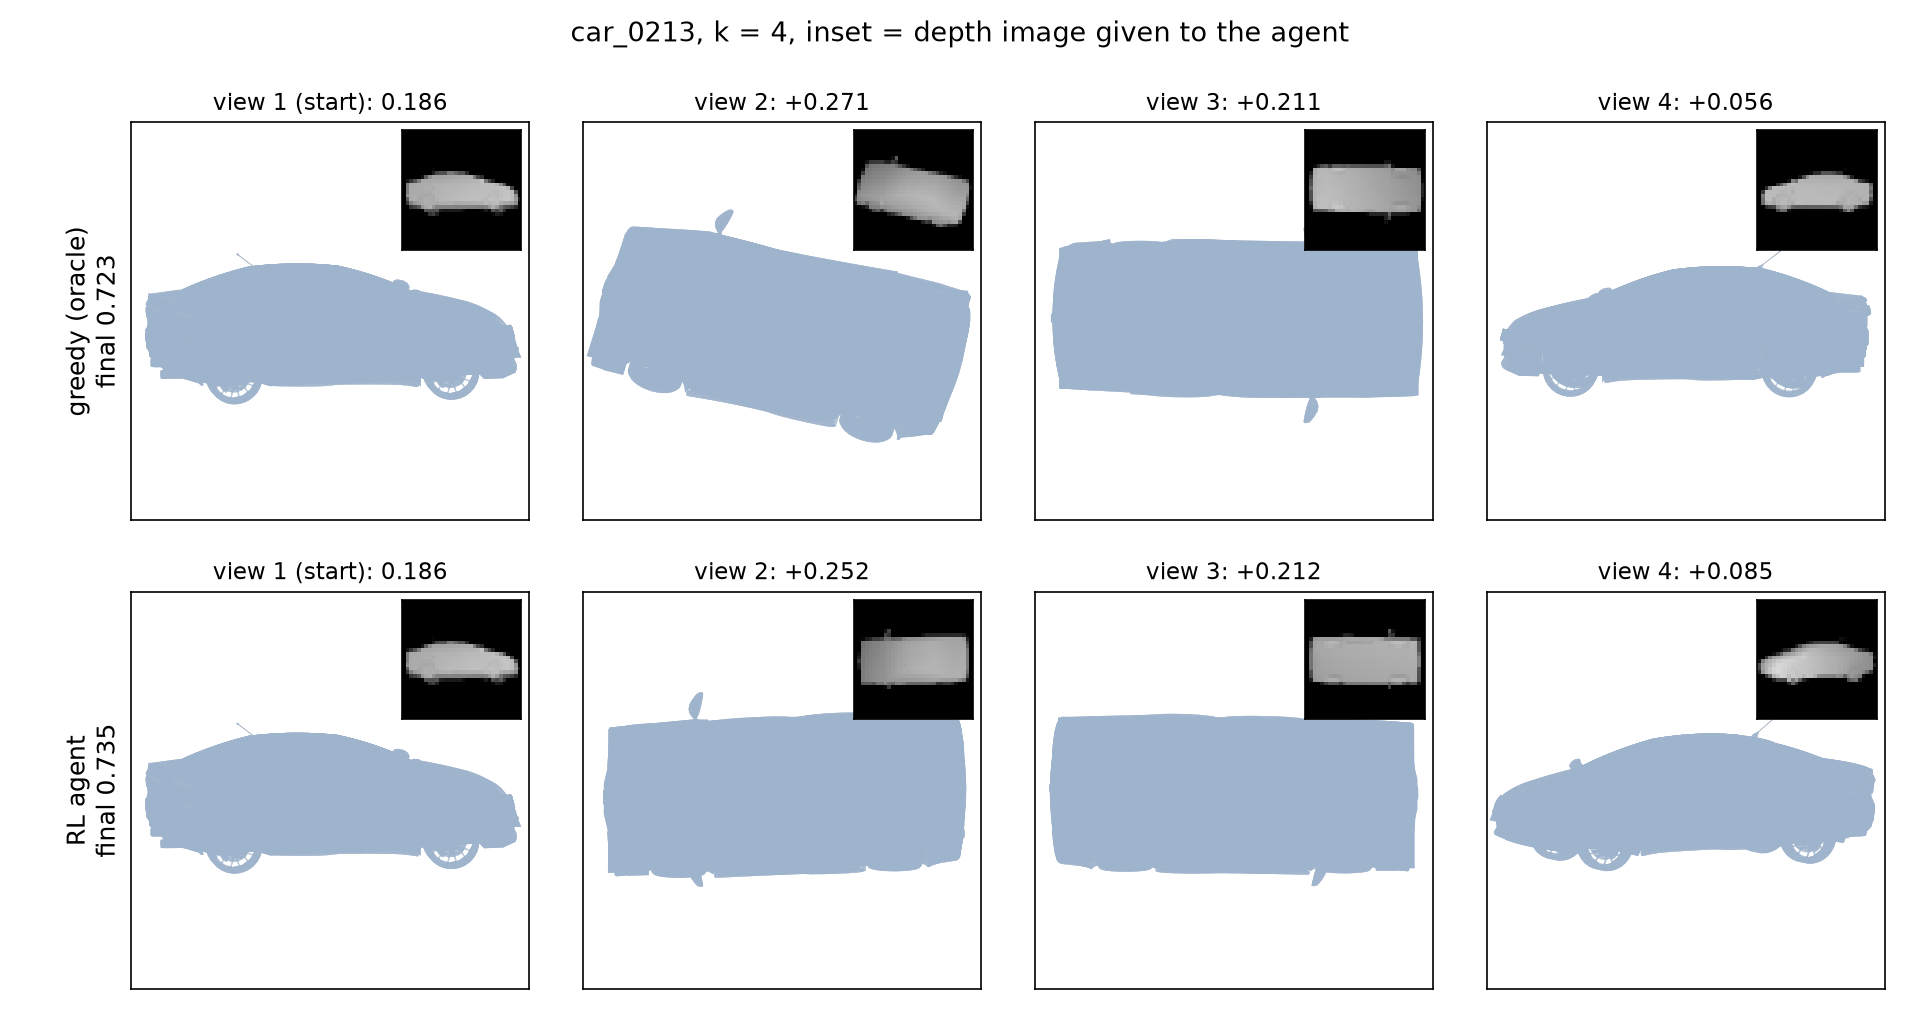 car_0213, k = 4, inset = depth image given to the agent
greedy (oracle)
final 0.723
view 1 (start): 0.186
view 2: +0.271
view 3: +0.211
view 4: +0.056
RL agent
final 0.735
view 1 (start): 0.186
view 2: +0.252
view 3: +0.212
view 4: +0.085